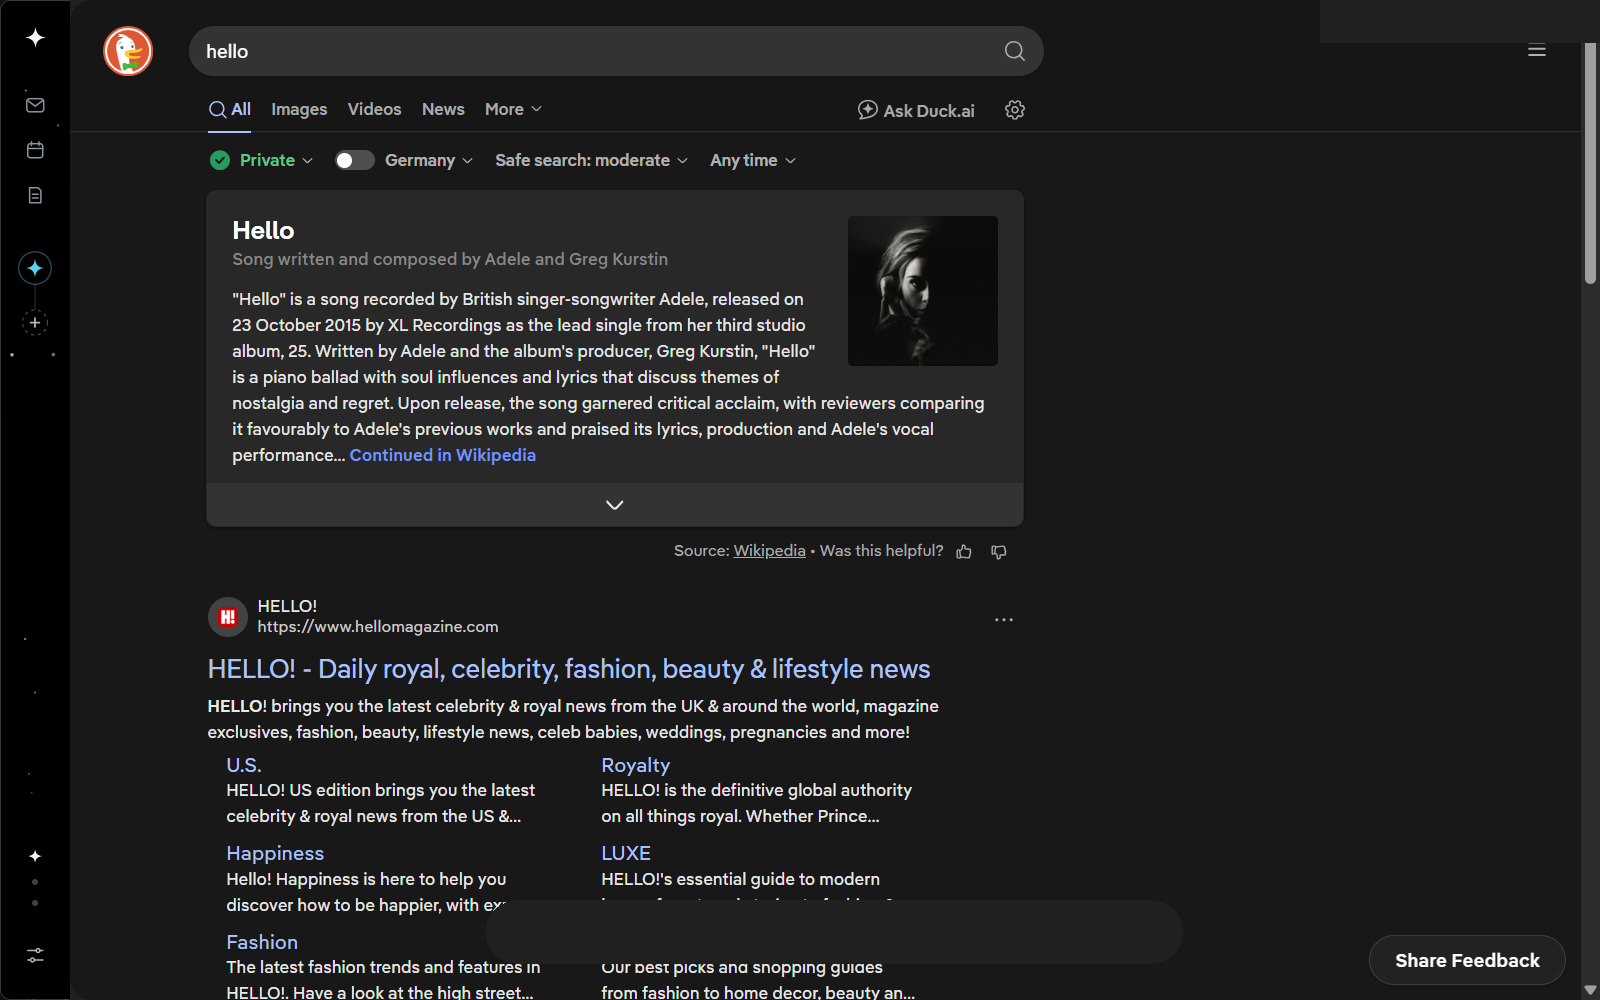 hello
All
Images
Videos
News
More
Ask Duck.ai
Private
Germany
Safe search: moderate
Any time
Hello
Song written and composed by Adele and Greg Kurstin
"Hello" is a song recorded by British singer-songwriter Adele, released on
23 October 2015 by XL Recordings as the lead single from her third studio
album, 25. Written by Adele and the album's producer, Greg Kurstin, "Hello"
is a piano ballad with soul influences and lyrics that discuss themes of
nostalgia and regret. Upon release, the song garnered critical acclaim, with reviewers comparing
it favourably to Adele's previous works and praised its lyrics, production and Adele's vocal
performance... Continued in Wikipedia
Source: Wikipedia • Was this helpful?
H!
HELLO!
https://www.hellomagazine.com
HELLO! - Daily royal, celebrity, fashion, beauty & lifestyle news
HELLO! brings you the latest celebrity & royal news from the UK & around the world, magazine
exclusives, fashion, beauty, lifestyle news, celeb babies, weddings, pregnancies and more!
U.S.
HELLO! US edition brings you the latest
celebrity & royal news from the US &...
Royalty
HELLO! is the definitive global authority
on all things royal. Whether Prince...
Happiness
Hello! Happiness is here to help you
discover how to be happier, with
LUXE
HELLO!'s essential guide to modern
Fashion
The latest fashion trends and features in
HELLO!. Have a look at the high street...
Our best picks and shopping guides
from fashion to home decor, beauty an...
Share Feedback